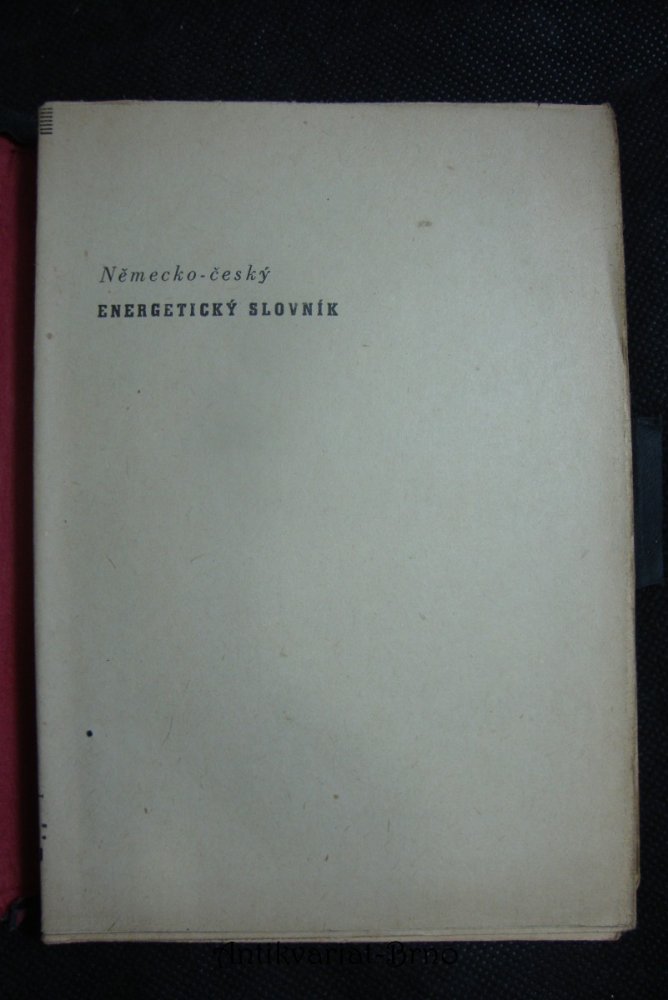 Německo-český
ENERGETICKÝ SLOVNÍK
Antikvariat-Brno